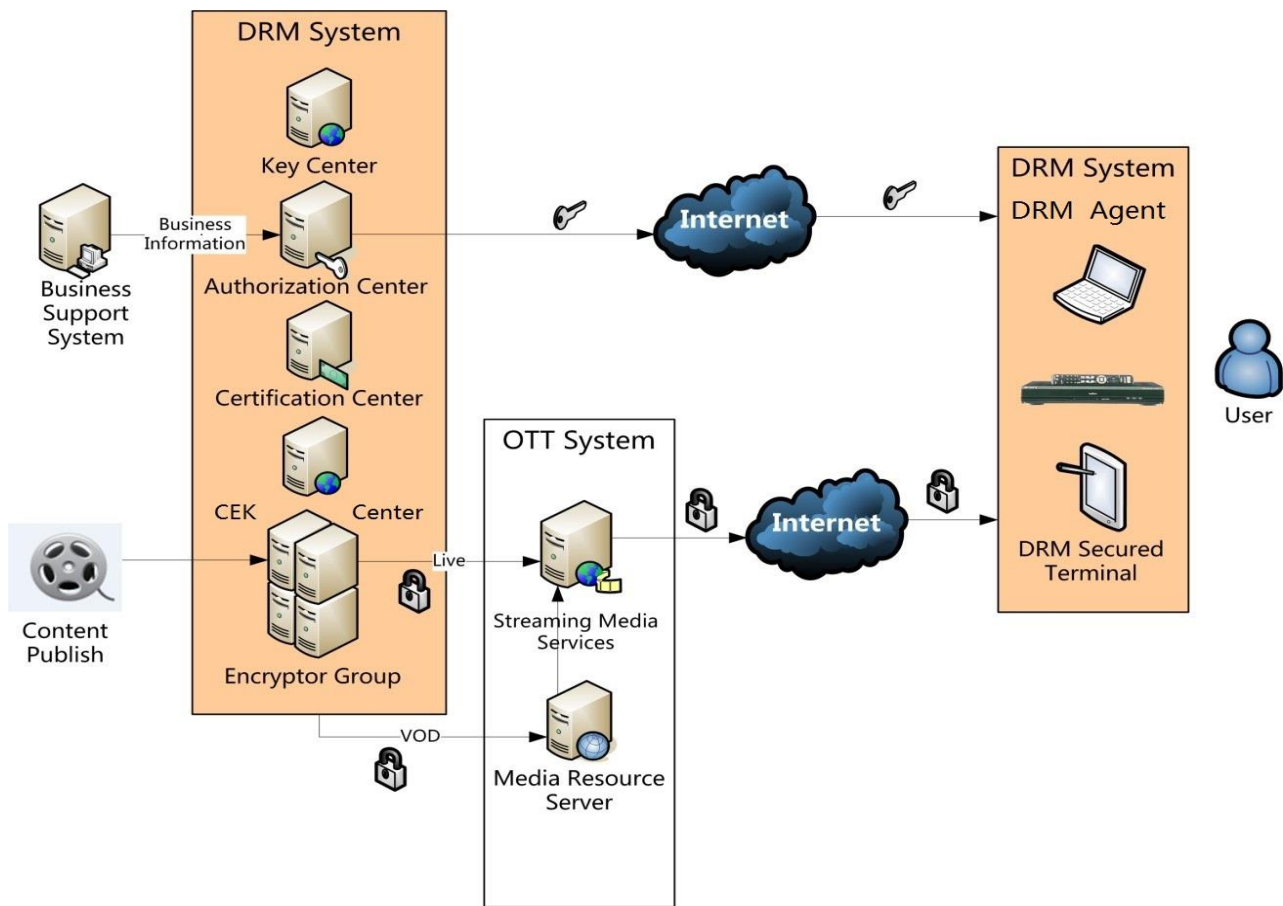 DRM System
Key Center
Business
Information
Authorization Center
Business
Support
System
Certification Center
CEK Center
Content
Publish
Encryptor Group
Live
VOD
OTT System
Streaming Media
Services
Media Resource
Server
Internet
Internet
DRM System
DRM Agent
DRM Secured
Terminal
User